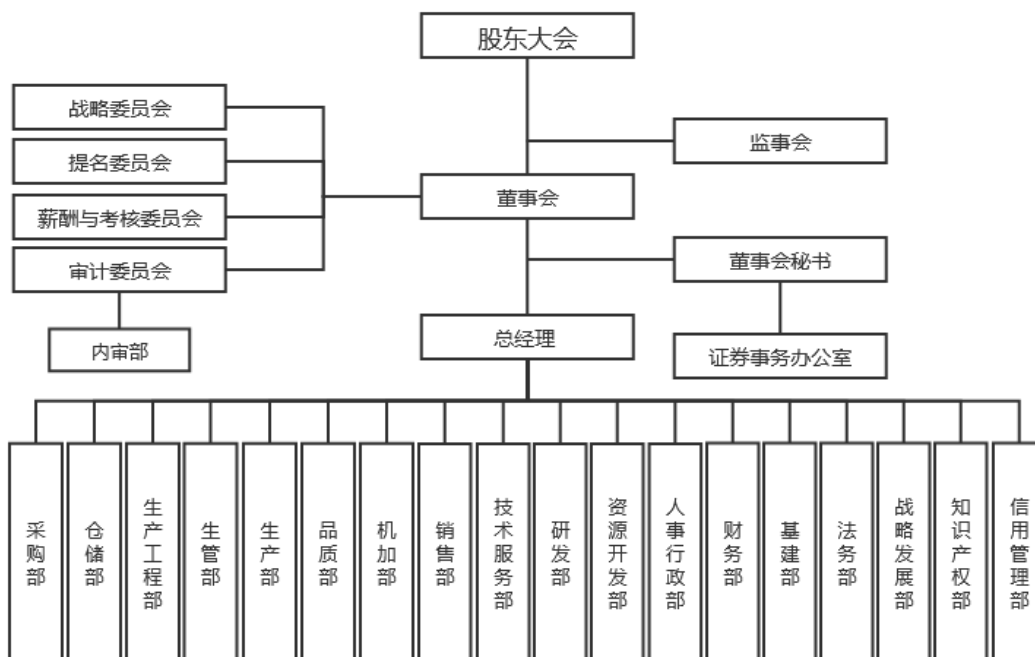 股东大会
战略委员会
监事会
提名委员会
董事会
薪酬与考核委员会
董事会秘书
审计委员会
总经理
内审部
证券事务办公室
采购部
仓储部
生产工程部
生管部
生产部
品质部
机加部
销售部
技术服务部
研发部
资源开发部
人事行政部
财务部
基建部
法务部
战略发展部
知识产权部
信用管理部